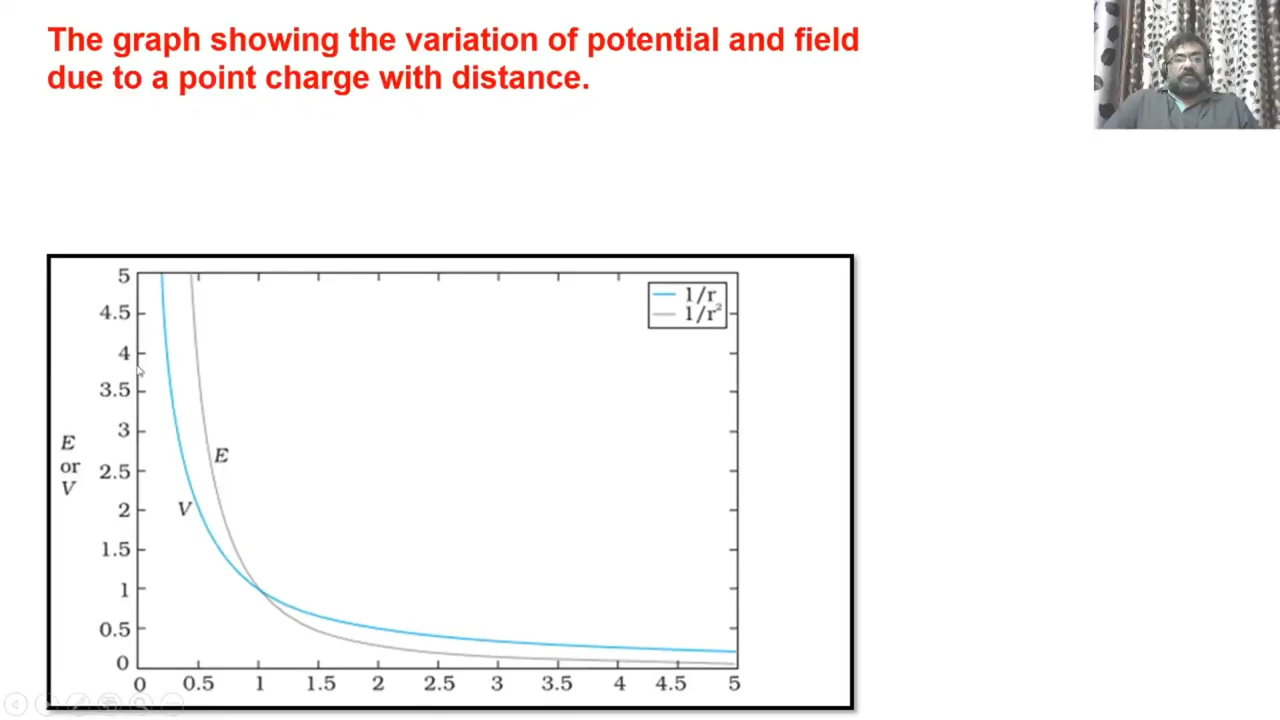 The graph showing the variation of potential and field
due to a point charge with distance.
5
4.5
4
3.5
3
2.5
2
1.5
1
0.5
0
E
or
V
1/r
1/r²
E
V
0 0.5 1 1.5 2 2.5 3 3.5 4 4.5 5